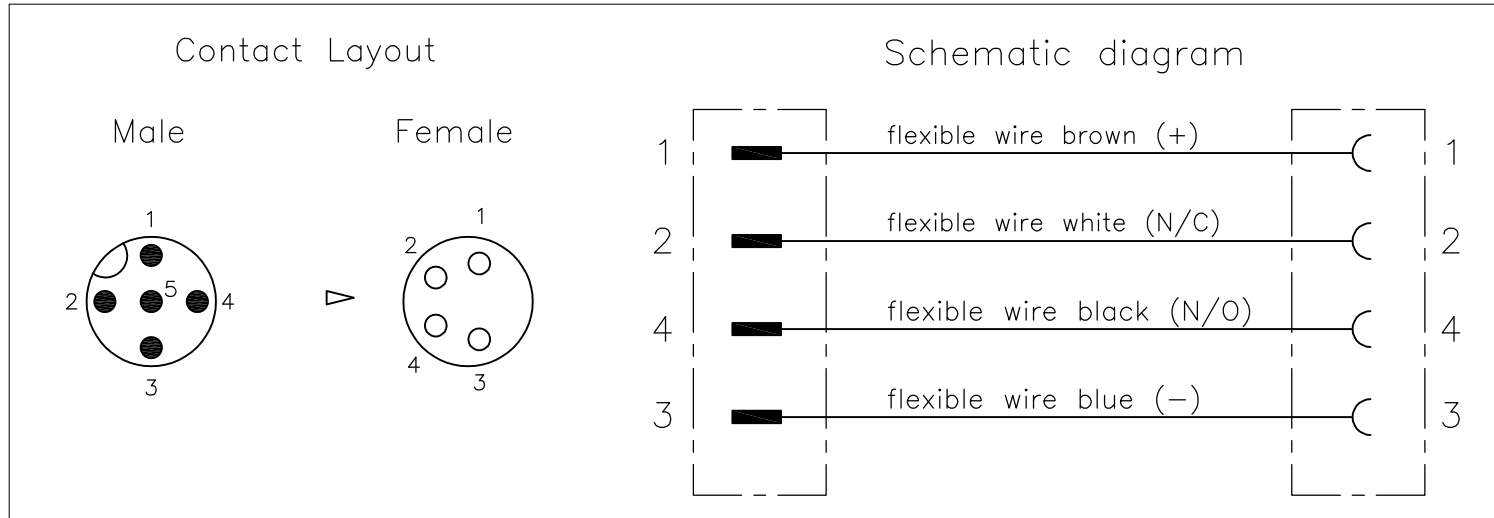 Contact Layout
Male
Female
1
2
5
4
3
1
2
4
3
Schematic diagram
1 flexible wire brown (+) 1
2 flexible wire white (N/C) 2
4 flexible wire black (N/O) 4
3 flexible wire blue (−) 3